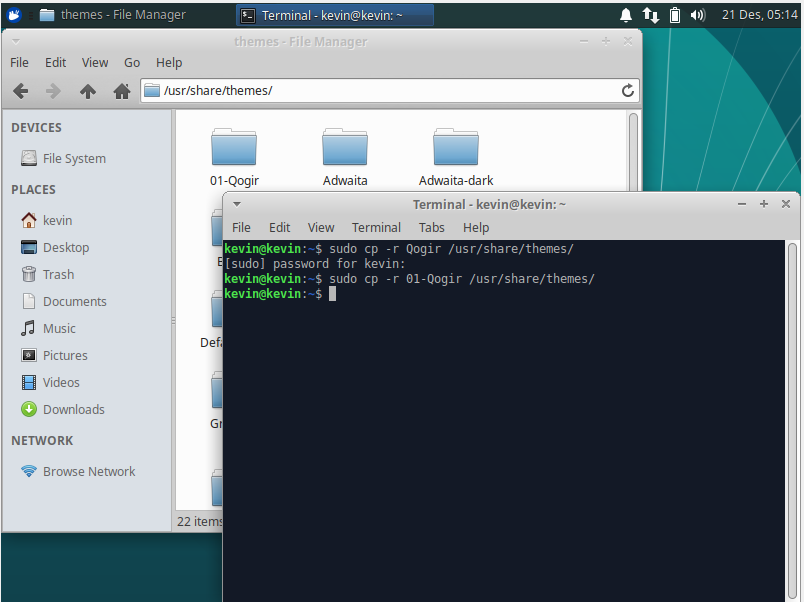 themes - File Manager
Terminal - kevin@kevin: ~
21 Des, 05:14
themes - File Manager
File Edit View Go Help
/usr/share/themes/
DEVICES
File System
PLACES
kevin
Desktop
Trash
Documents
Music
Pictures
Videos
Downloads
NETWORK
Browse Network
01-Qogir
Adwaita
Adwaita-dark
Defa
Gr
22 items
Terminal - kevin@kevin: ~
File Edit View Terminal Tabs Help
kevin@kevin:~$ sudo cp -r Qogir /usr/share/themes/
[sudo] password for kevin:
kevin@kevin:~$ sudo cp -r 01-Qogir /usr/share/themes/
kevin@kevin:~$